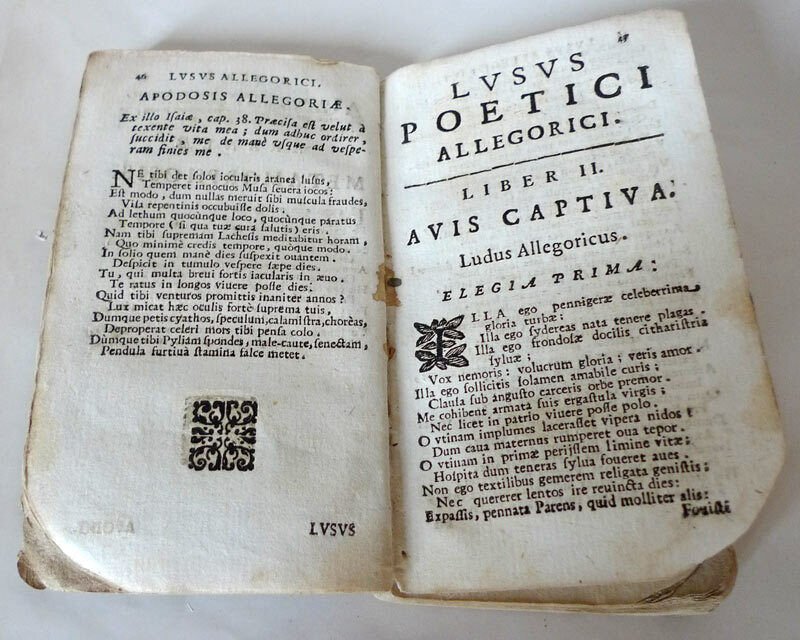 46 LVSVS ALLEGORICI.
APODOSIS ALLEGORIÆ.
Ex illo Isaiæ, cap. 38. Præcisa est velut à
texente vita mea; dum adhuc ordirer,
succidit, me de manè vsque ad vespe-
ram finies me.
NE tibi det solos iocularis aranea lusus,
Temperet innocuos Musa seuera iocos:
Est modo, dum nullas meruit sibi muscula fraudes,
Visa repentinis occubuisse dolis.
Ad lethum quocùnque loco, quocùnque paratus
Tempore (si qua tuæ cura salutis) eris.
Nam tibi supremam Lachesis meditabitur horam,
Quo minimè credis tempore, quòque modo.
In solio quem manè dies suspexit ouantem.
Despicit in tumulo vespere sæpe dies.
Tu, qui multa breui fortis iacularis in æuo.
Te ratus in longos viuere posse dies:
Quid tibi venturos promittis inaniter annos?
Lux micat hæc oculis fortè suprema tuis,
Dumque petis cyathos, speculum, calamistra, chorèas,
Deproperat celeri mors tibi pensa colo.
Dùmque tibi Pyliam spondes, male-caute, senectam,
Pendula furtiuâ stamina falce metet.
LVSVS
LVSVS
POETICI
ALLEGORICI.
LIBER II.
AVIS CAPTIVA.
Ludus Allegoricus.
ELEGIA PRIMA:
ILLA ego pennigeræ celeberrima
gloria turbæ:
Illa ego sydereas nata tenere plagas.
Illa ego frondosæ docilis citharistria
syluæ;
Vox nemoris: volucrum gloria; veris amor.
Illa ego sollicitis solamen amabile curis;
Clausa sub angusto carceris orbe premor.
Me cohibent armata suis ergastula virgis;
Nec licet in patrio viuere posse polo.
O vtinam implumes lacerasset vipera nidos!
Dum caua maternus rumperet oua tepor.
O vtinam in primæ perijssem limine vitæ:
Hospita dum teneras sylua foueret aues.
Non ego textilibus gemerem religata genistis;
Nec quererer lentos ire reuincta dies:
Expassis, pennata Parens, quid molliter alis:
Fouisti